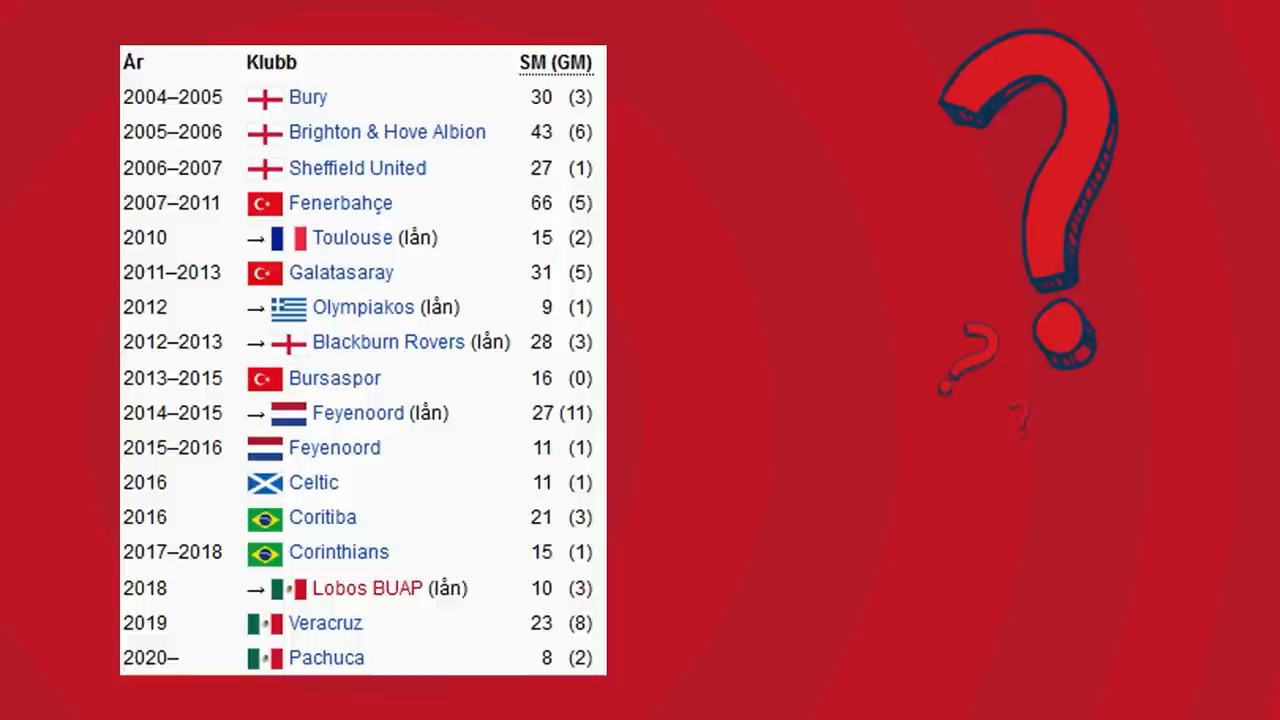 År Klubb SM (GM)
2004–2005 Bury 30 (3)
2005–2006 Brighton & Hove Albion 43 (6)
2006–2007 Sheffield United 27 (1)
2007–2011 Fenerbahçe 66 (5)
2010 → Toulouse (lån) 15 (2)
2011–2013 Galatasaray 31 (5)
2012 → Olympiakos (lån) 9 (1)
2012–2013 → Blackburn Rovers (lån) 28 (3)
2013–2015 Bursaspor 16 (0)
2014–2015 → Feyenoord (lån) 27 (11)
2015–2016 Feyenoord 11 (1)
2016 Celtic 11 (1)
2016 Coritiba 21 (3)
2017–2018 Corinthians 15 (1)
2018 → Lobos BUAP (lån) 10 (3)
2019 Veracruz 23 (8)
2020– Pachuca 8 (2)
?
?
?